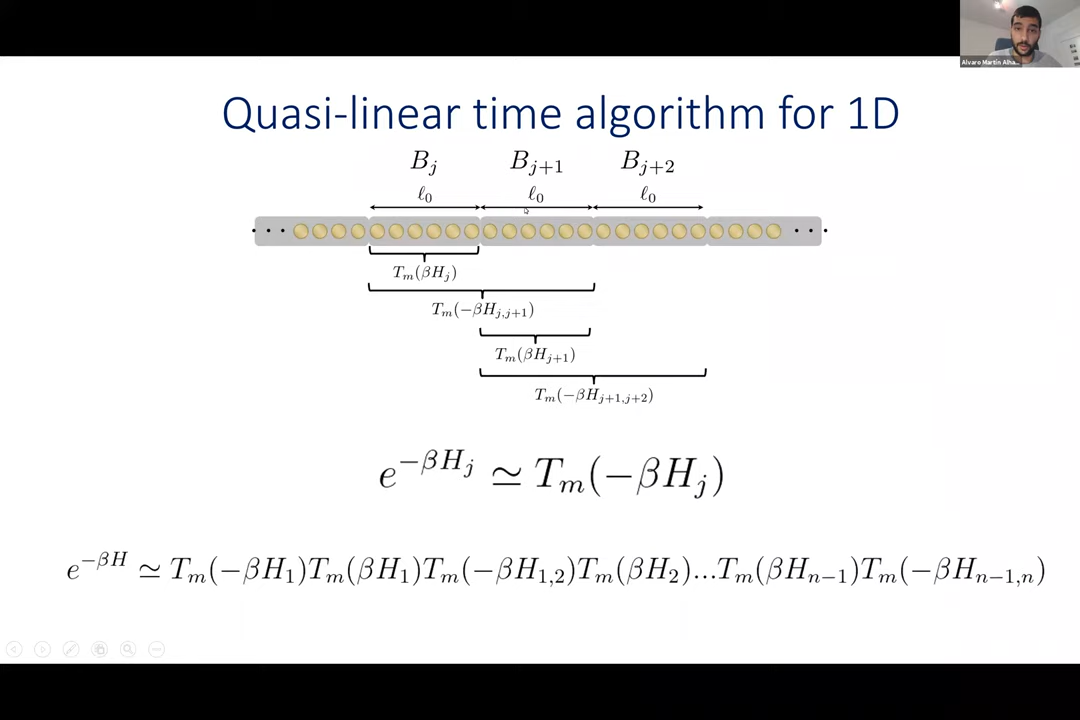 Alvaro Martín Alha...
Quasi-linear time algorithm for 1D
B_j B_{j+1} B_{j+2}
ℓ_0 ℓ_0 ℓ_0
T_m(βH_j)
T_m(−βH_{j,j+1})
T_m(βH_{j+1})
T_m(−βH_{j+1,j+2})
e^{−βH_j} ≃ T_m(−βH_j)
e^{−βH} ≃ T_m(−βH_1)T_m(βH_1)T_m(−βH_{1,2})T_m(βH_2)...T_m(βH_{n−1})T_m(−βH_{n−1,n})